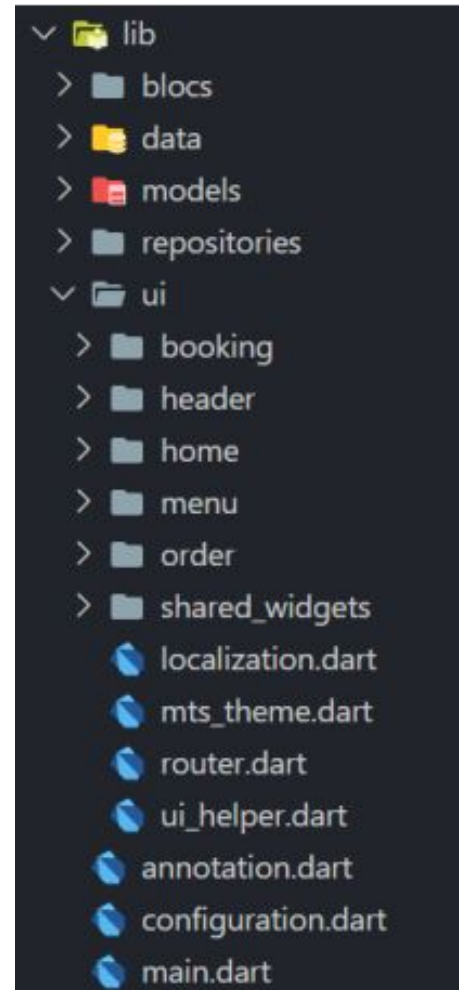 lib
blocs
data
models
repositories
ui
booking
header
home
menu
order
shared_widgets
localization.dart
mts_theme.dart
router.dart
ui_helper.dart
annotation.dart
configuration.dart
main.dart